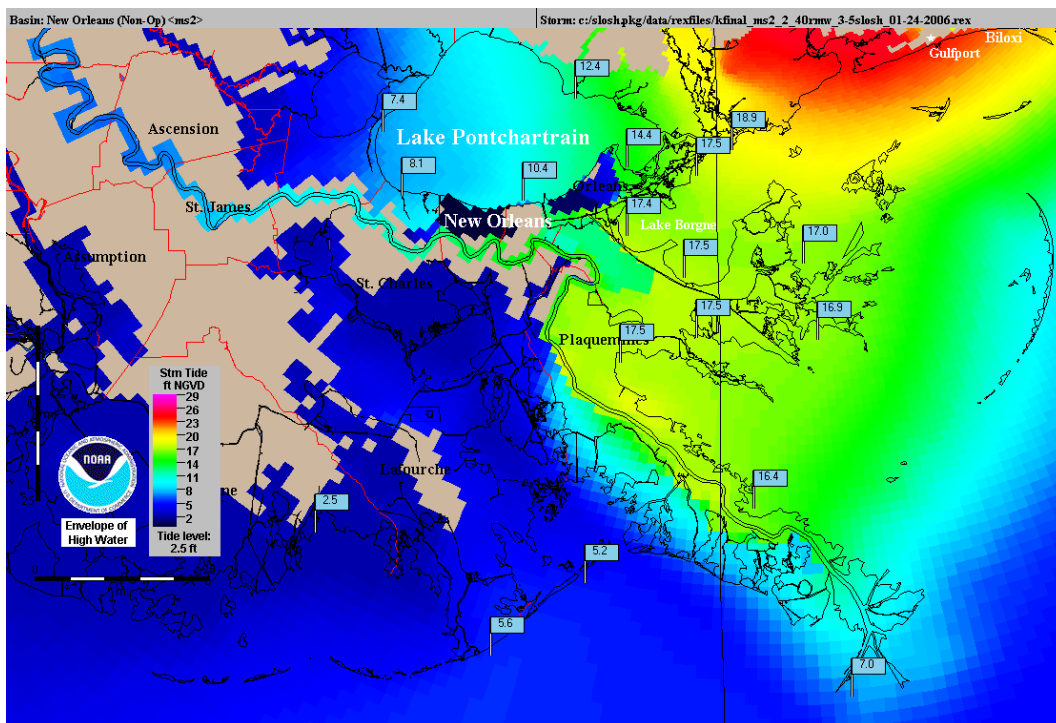 Basin: New Orleans (Non-Op) <ms2>
Storm: c:/slosh.pkg/data/rexfiles/kfinal_ms2_2_40rmw_3-5slosh_01-24-2006.rex
Biloxi
Gulfport
12.4
7.4
18.9
Ascension
Lake Pontchartrain
14.4
17.5
8.1
10.4
Orleans
St. James
17.4
New Orleans
Lake Borgne
17.0
17.5
Assumption
St. Charles
17.5
16.9
17.5
Plaquemines
Stm Tide
ft NGVD
29
26
23
20
17
14
11
8
5
2
Tide level:
2.5 ft
NOAA
Envelope of
High Water
Lafourche
16.4
2.5
5.2
5.6
7.0